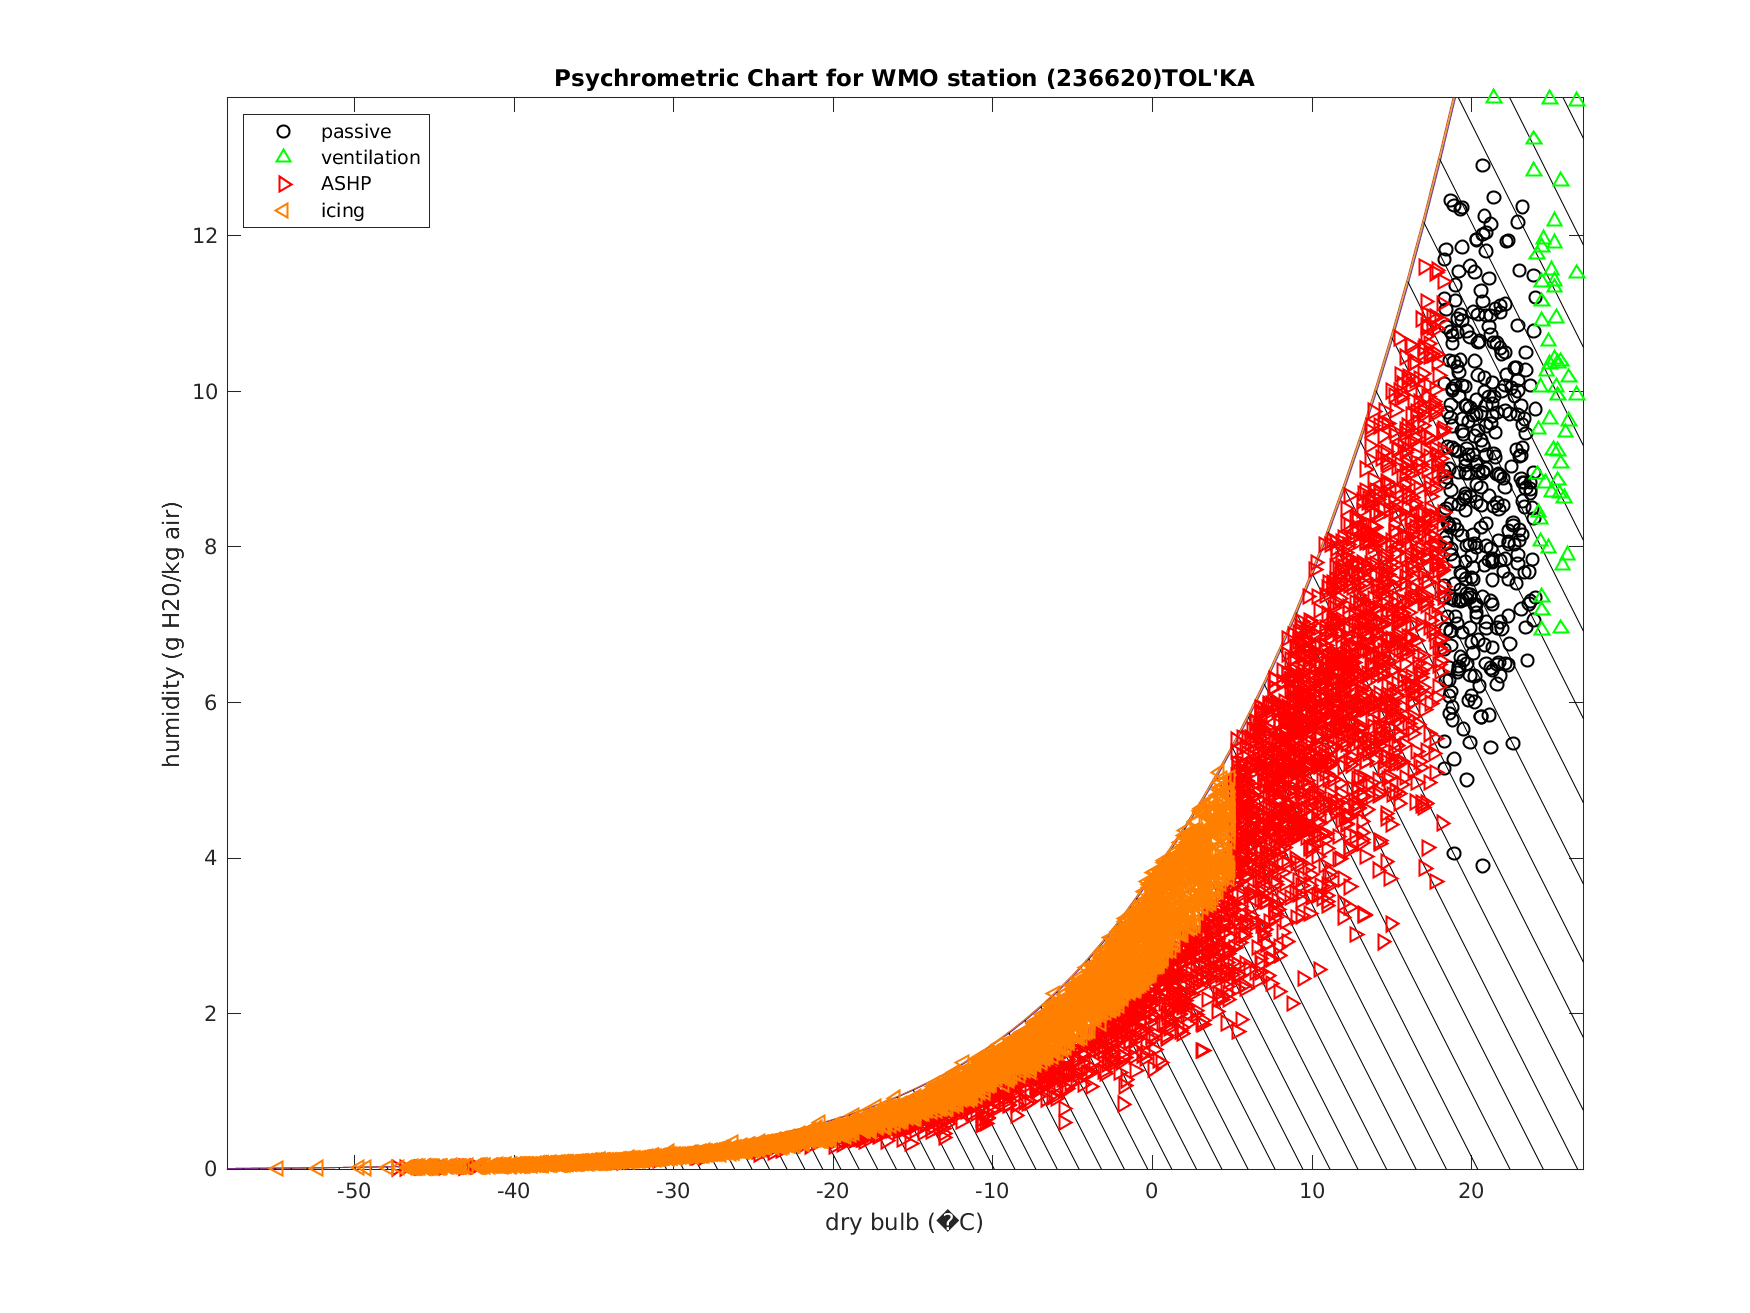 Psychrometric Chart for WMO station (236620)TOL'KA
passive
ventilation
ASHP
icing
humidity (g H20/kg air)
12
10
8
6
4
2
0
-50 -40 -30 -20 -10 0 10 20
dry bulb (�C)